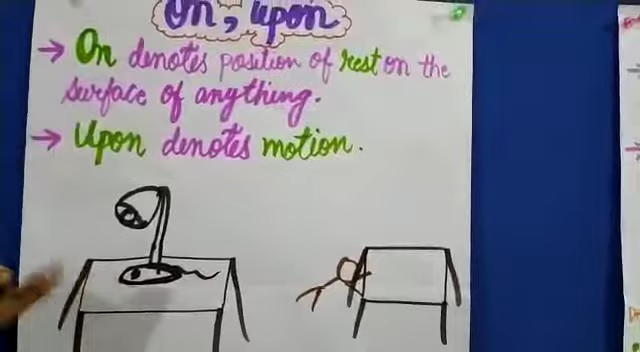 On, upon
→ On denotes position of rest on the
surface of anything.
→ Upon denotes motion.